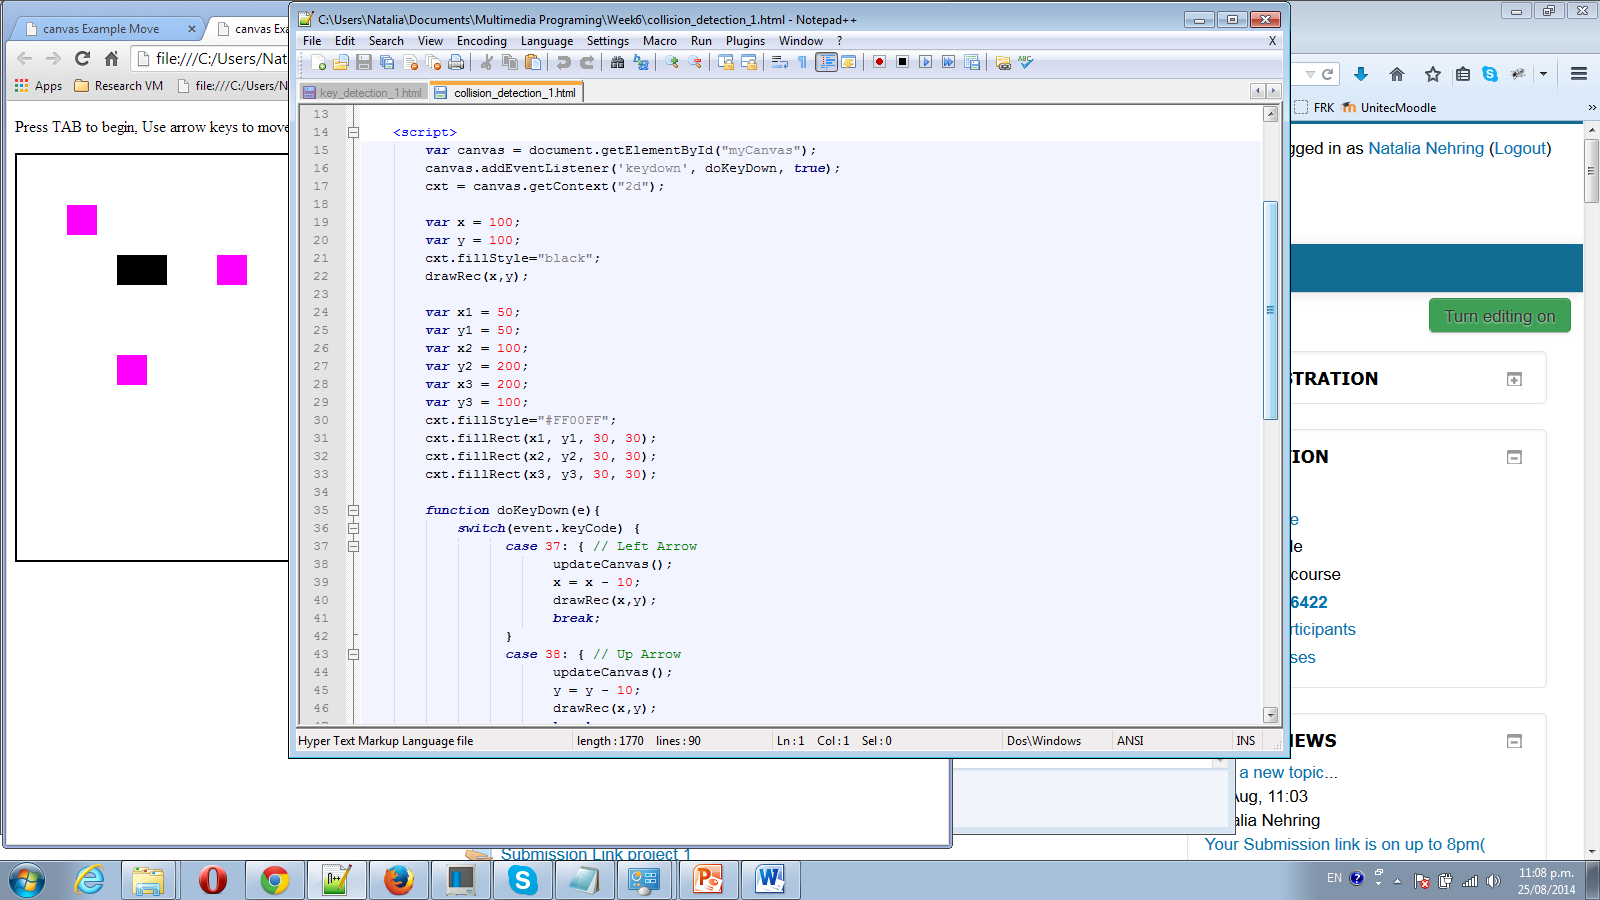 canvas Example Move
canvas Exa
file:///C:/Users/Nat
Apps
Research VM
file:///C:/Users/N
Press TAB to begin, Use arrow keys to move
C:\Users\Natalia\Documents\Multimedia Programing\Week6\collision_detection_1.html - Notepad++
File Edit Search View Encoding Language Settings Macro Run Plugins Window ? X
key_detection_1.html
collision_detection_1.html
13
14 <script>
15 var canvas = document.getElementById("myCanvas");
16 canvas.addEventListener('keydown', doKeyDown, true);
17 cxt = canvas.getContext("2d");
18
19 var x = 100;
20 var y = 100;
21 cxt.fillStyle="black";
22 drawRec(x,y);
23
24 var x1 = 50;
25 var y1 = 50;
26 var x2 = 100;
27 var y2 = 200;
28 var x3 = 200;
29 var y3 = 100;
30 cxt.fillStyle="#FF00FF";
31 cxt.fillRect(x1, y1, 30, 30);
32 cxt.fillRect(x2, y2, 30, 30);
33 cxt.fillRect(x3, y3, 30, 30);
34
35 function doKeyDown(e){
36 switch(event.keyCode) {
37 case 37: { // Left Arrow
38 updateCanvas();
39 x = x - 10;
40 drawRec(x,y);
41 break;
42 }
43 case 38: { // Up Arrow
44 updateCanvas();
45 y = y - 10;
46 drawRec(x,y);
Hyper Text Markup Language file
length : 1770 lines : 90
Ln : 1 Col : 1 Sel : 0
Dos\Windows
ANSI
INS
FRK
UnitecMoodle
gged in as Natalia Nehring (Logout)
Turn editing on
STRATION
ION
e
le
course
6422
rticipants
ses
NEWS
a new topic...
Aug, 11:03
alia Nehring
Your Submission link is on up to 8pm(
Submission Link project 1
EN
11:08 p.m.
25/08/2014